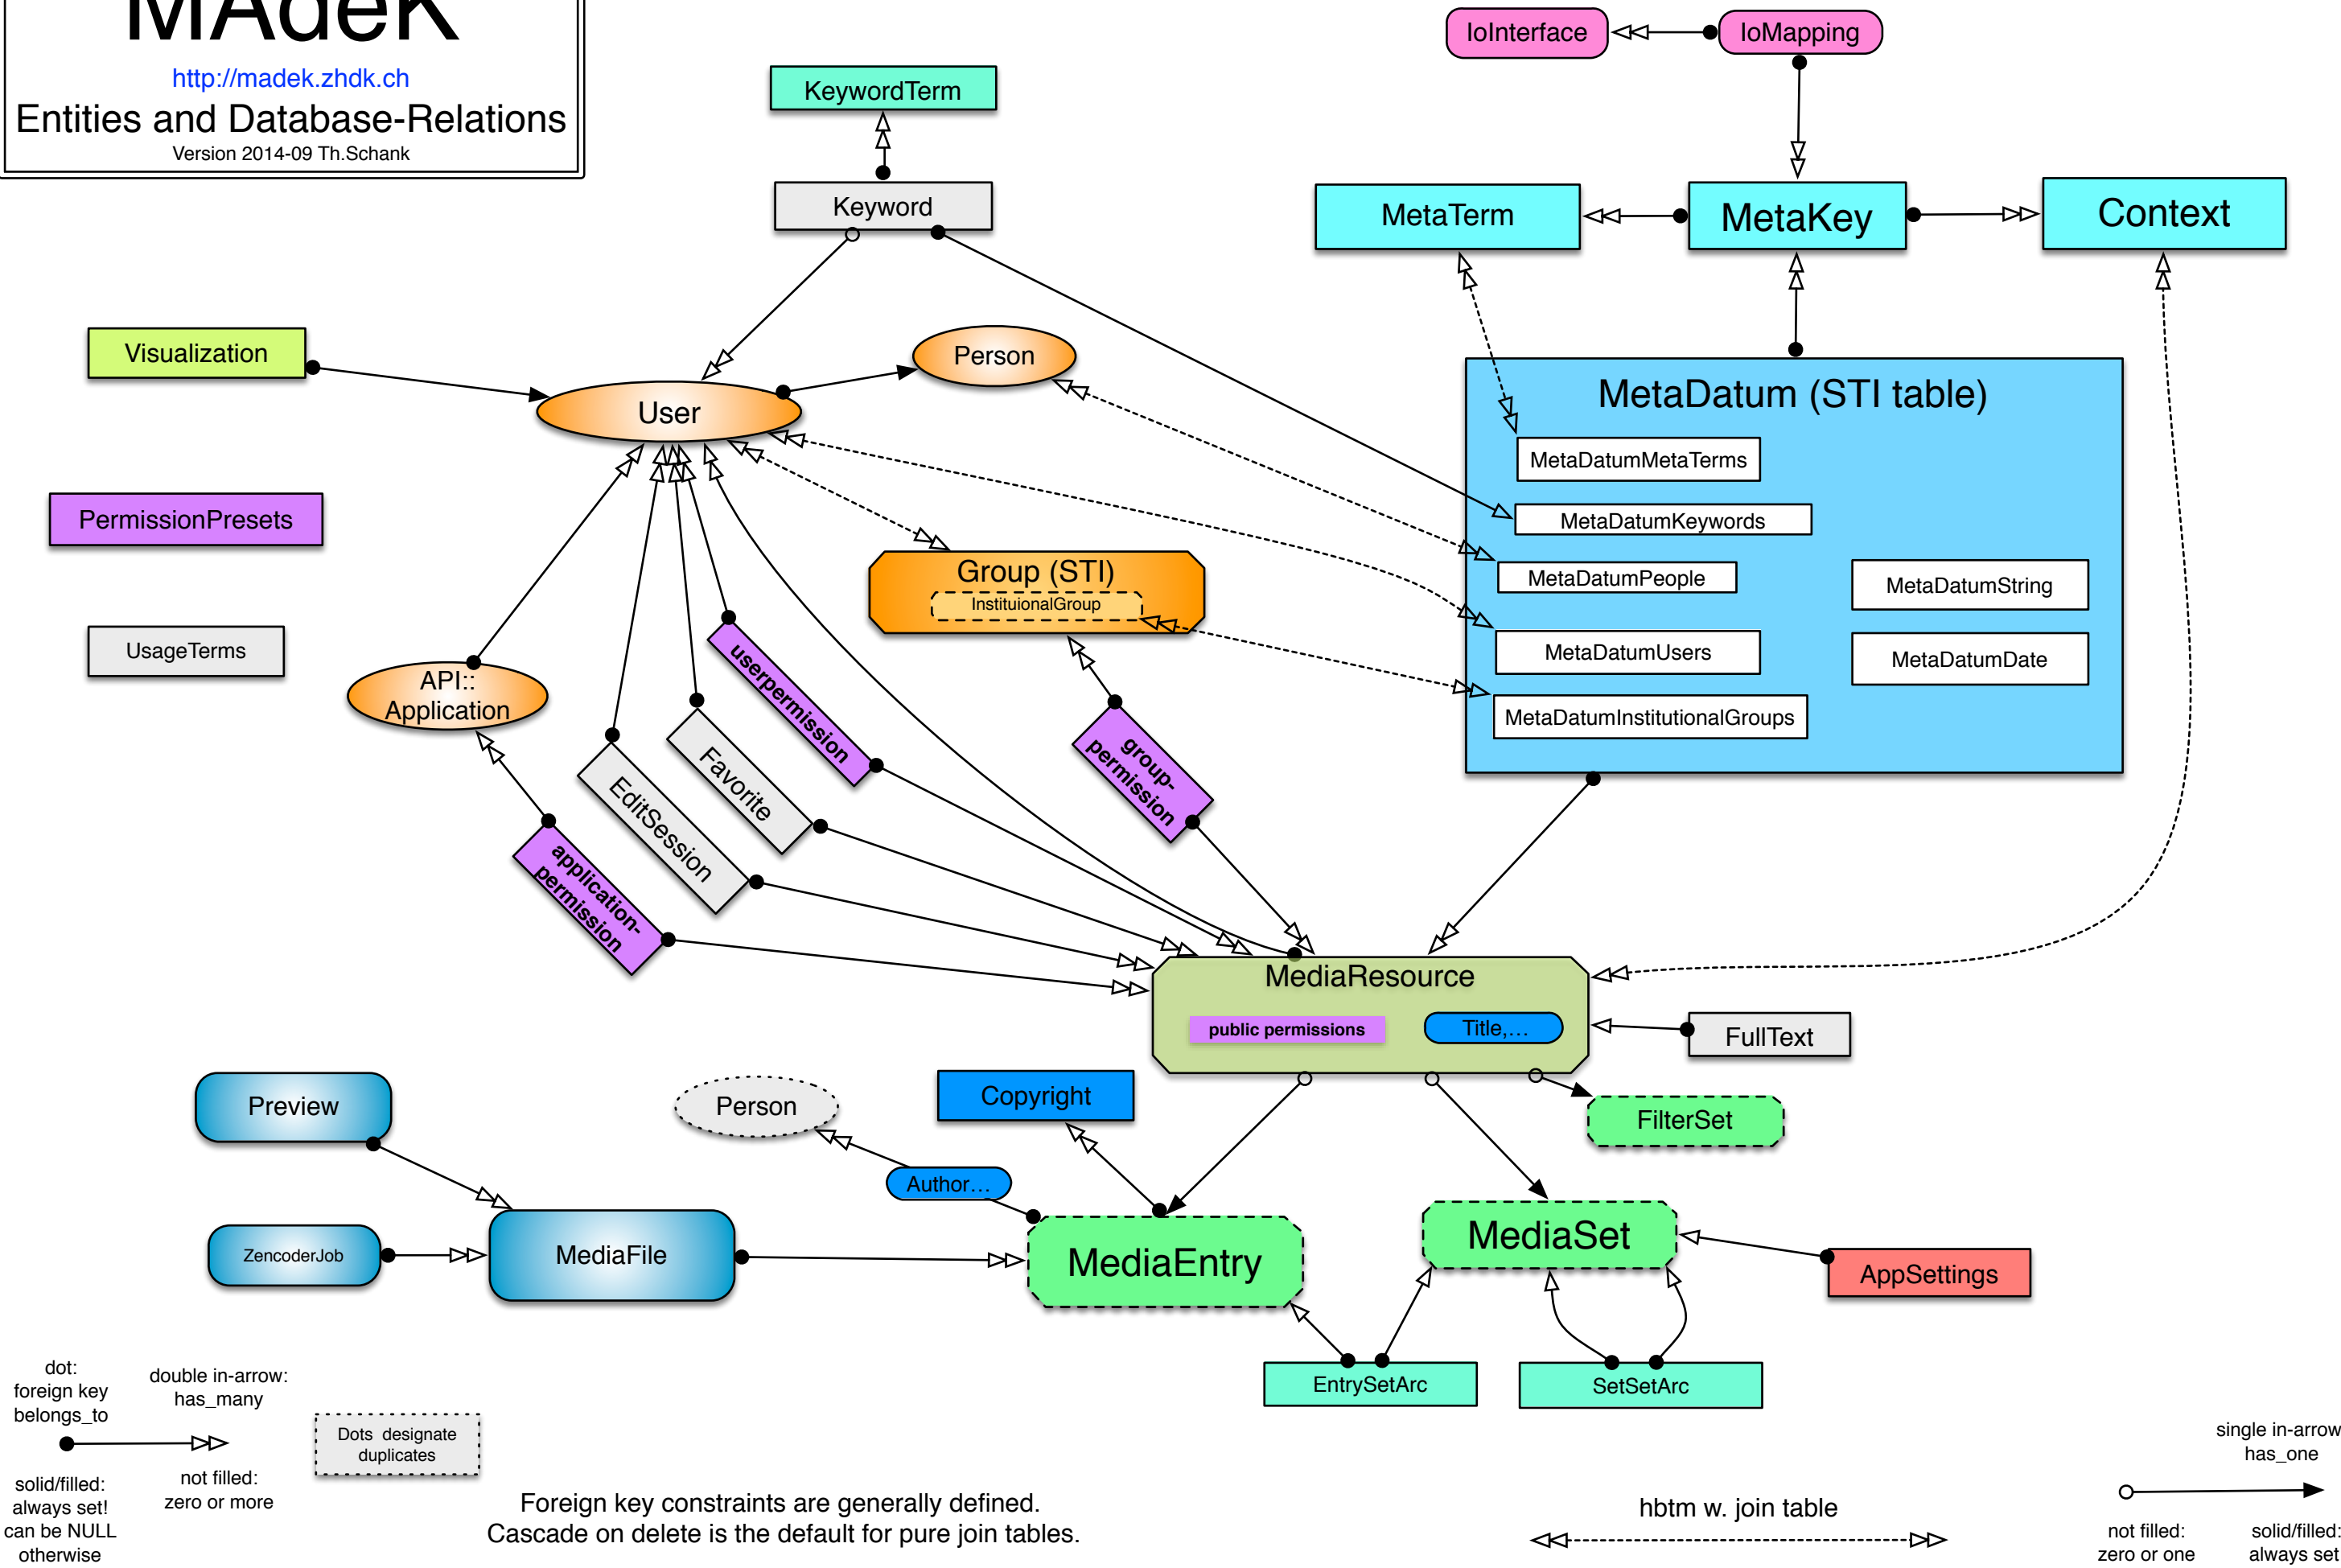 MAdeK
http://madek.zhdk.ch
Entities and Database-Relations
Version 2014-09 Th.Schank
IoInterface
IoMapping
KeywordTerm
Keyword
MetaTerm
MetaKey
Context
Visualization
Person
User
MetaDatum (STI table)
MetaDatumMetaTerms
MetaDatumKeywords
MetaDatumPeople
MetaDatumString
MetaDatumUsers
MetaDatumDate
MetaDatumInstitutionalGroups
PermissionPresets
Group (STI)
InstituionalGroup
UsageTerms
API::
Application
userpermission
group-
permission
Favorite
EditSession
application-
permission
MediaResource
public permissions
Title,...
FullText
Preview
Person
Copyright
FilterSet
Author...
ZencoderJob
MediaFile
MediaEntry
MediaSet
AppSettings
EntrySetArc
SetSetArc
dot:
foreign key
belongs_to
double in-arrow:
has_many
solid/filled:
always set!
can be NULL
otherwise
not filled:
zero or more
Dots designate
duplicates
Foreign key constraints are generally defined.
Cascade on delete is the default for pure join tables.
hbtm w. join table
single in-arrow
has_one
not filled:
zero or one
solid/filled:
always set